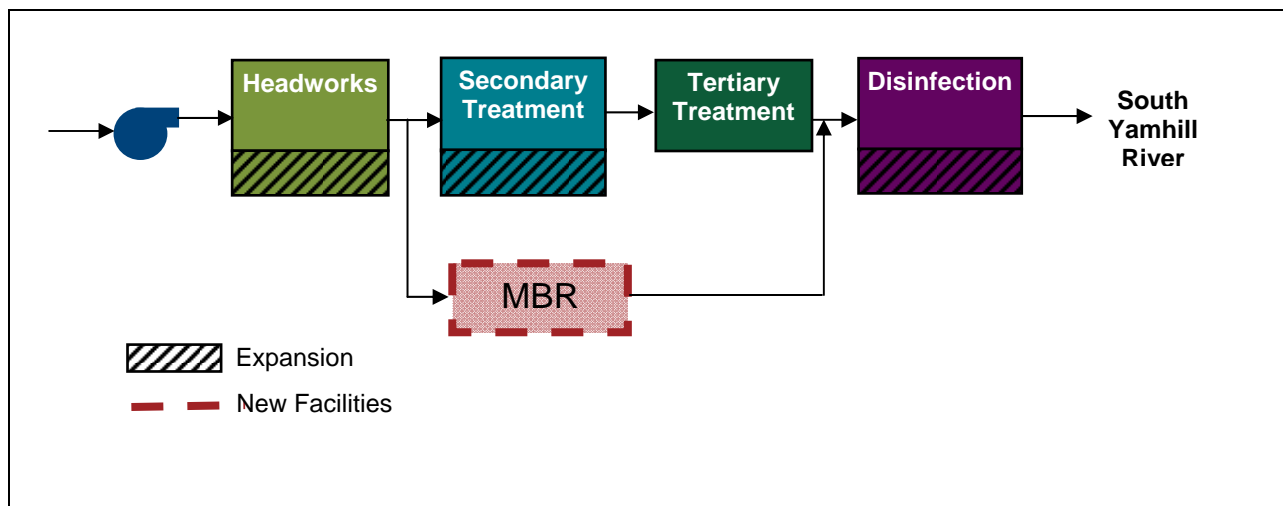 Headworks
Secondary
Treatment
Tertiary
Treatment
Disinfection
South
Yamhill
River
MBR
Expansion
New Facilities